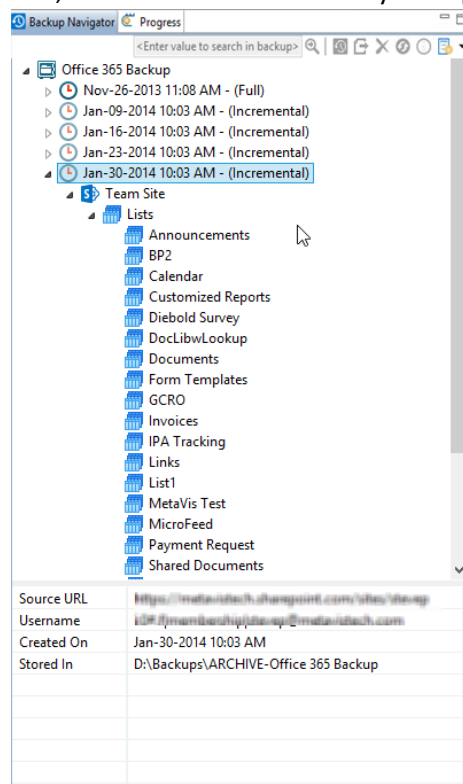 Backup Navigator Progress
<Enter value to search in backup>
Office 365 Backup
Nov-26-2013 11:08 AM - (Full)
Jan-09-2014 10:03 AM - (Incremental)
Jan-16-2014 10:03 AM - (Incremental)
Jan-23-2014 10:03 AM - (Incremental)
Jan-30-2014 10:03 AM - (Incremental)
Team Site
Lists
Announcements
BP2
Calendar
Customized Reports
Diebold Survey
DocLibwLookup
Documents
Form Templates
GCRO
Invoices
IPA Tracking
Links
List1
MetaVis Test
MicroFeed
Payment Request
Shared Documents
Source URL
Username
Created On Jan-30-2014 10:03 AM
Stored In D:\Backups\ARCHIVE-Office 365 Backup